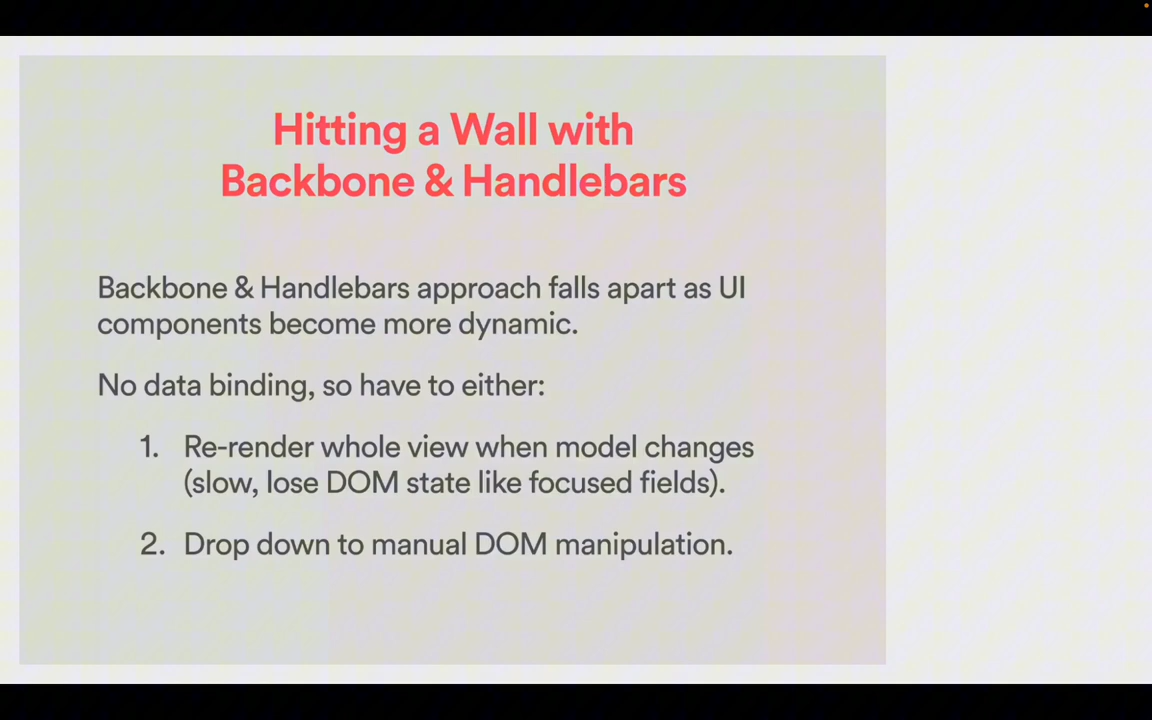 Hitting a Wall with
Backbone & Handlebars
Backbone & Handlebars approach falls apart as UI
components become more dynamic.
No data binding, so have to either:
1. Re-render whole view when model changes
(slow, lose DOM state like focused fields).
2. Drop down to manual DOM manipulation.